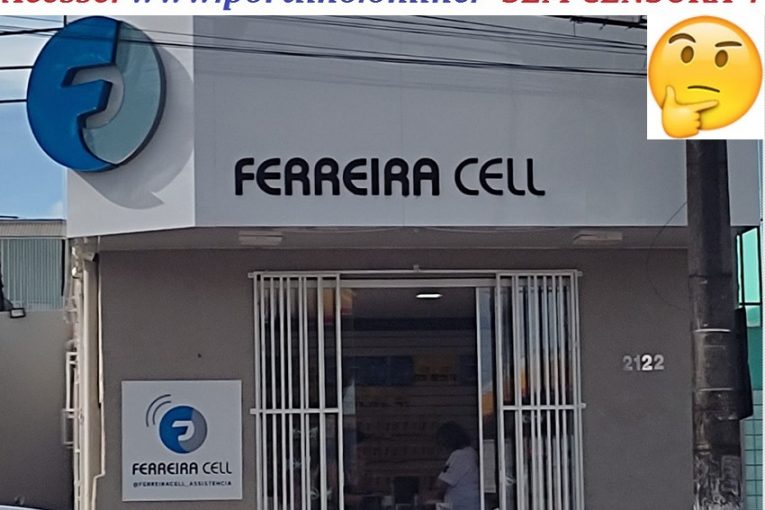 FERREIRA CELL
2122
FERREIRA CELL
@FERREIRACELL_ASSISTENCIA